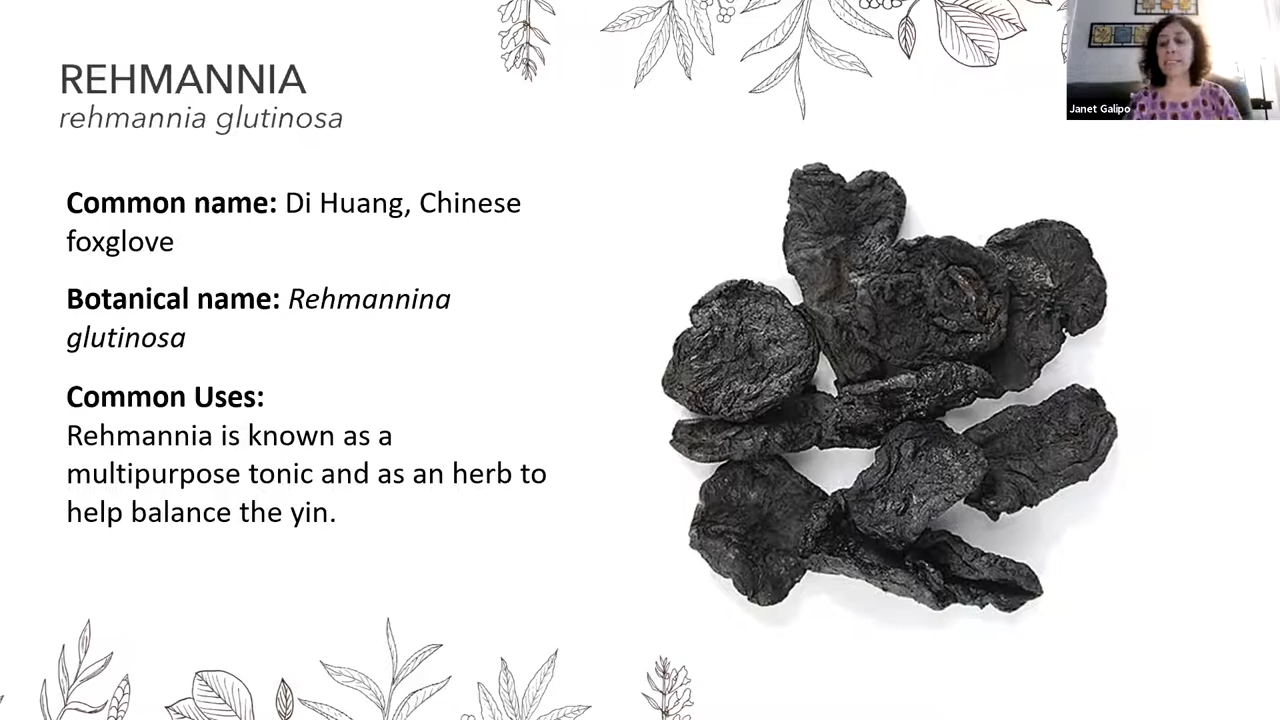 REHMANNIA
rehmannia glutinosa
Janet Galipo
Common name: Di Huang, Chinese
foxglove
Botanical name: Rehmannina
glutinosa
Common Uses:
Rehmannia is known as a
multipurpose tonic and as an herb to
help balance the yin.